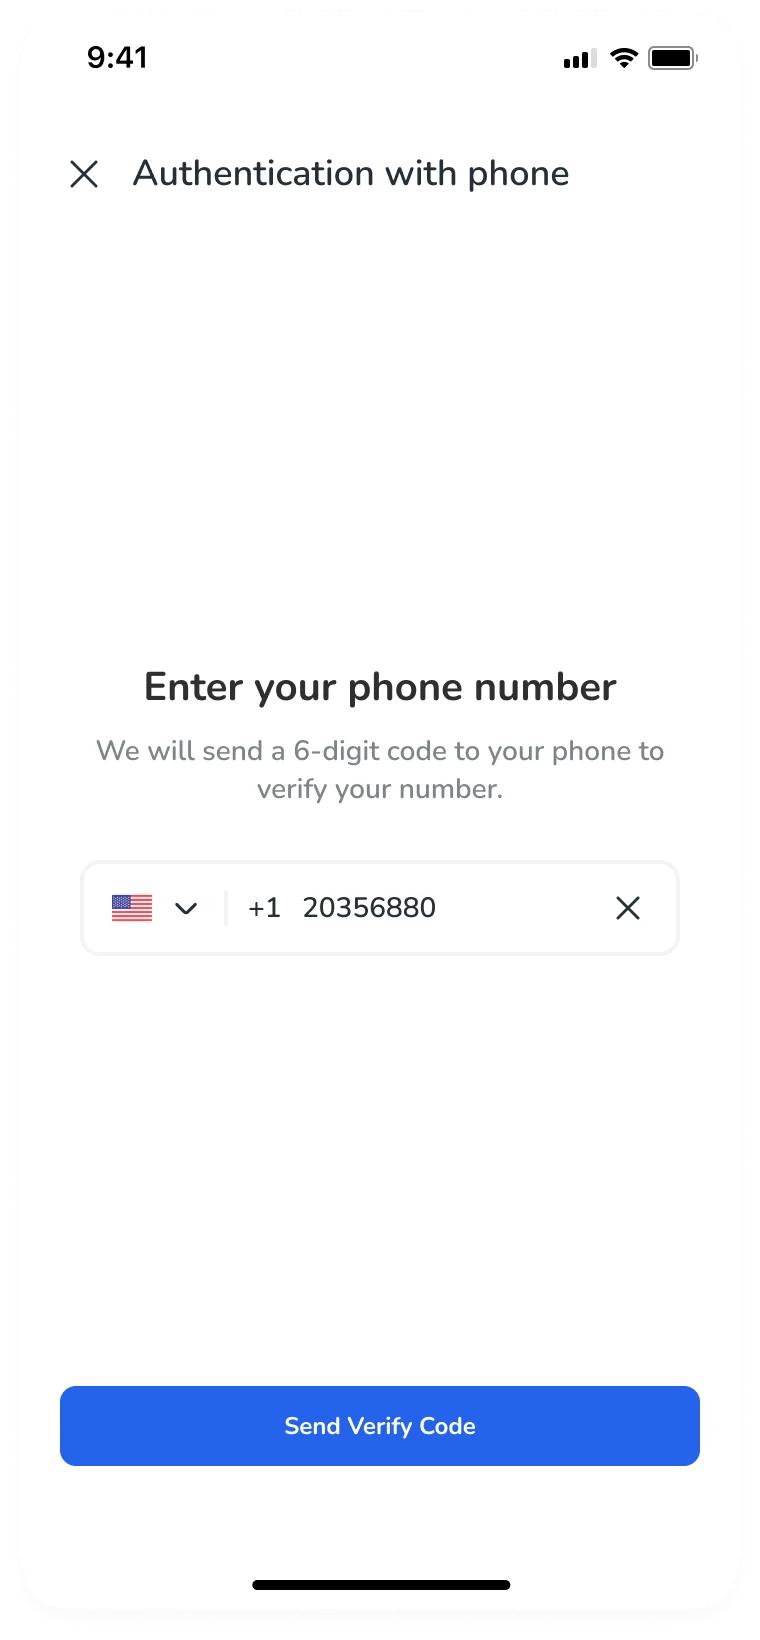 9:41
Authentication with phone
Enter your phone number
We will send a 6-digit code to your phone to
verify your number.
+1 20356880
Send Verify Code